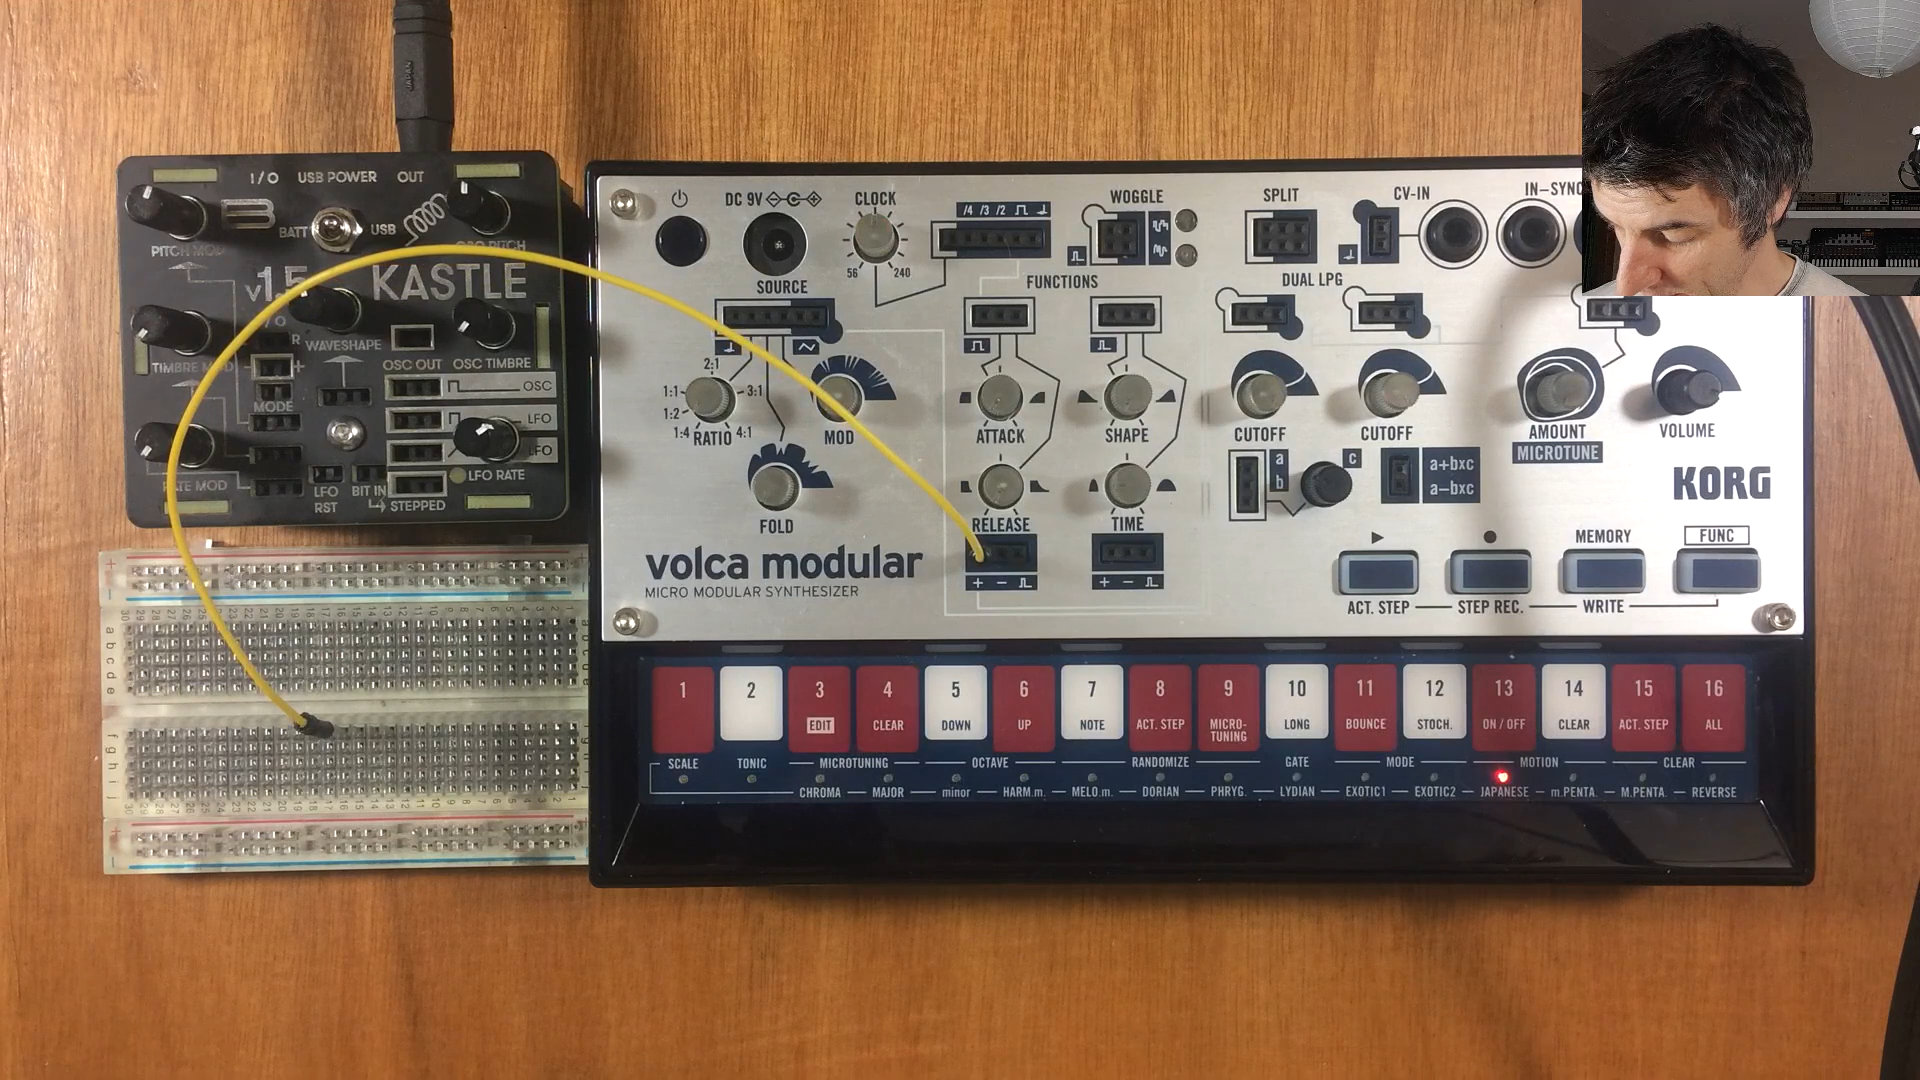 JAPAN
I/O USB POWER OUT
BATT USB
PITCH MOD OSC PITCH
v1.5 KASTLE
WAVESHAPE
OSC OUT OSC TIMBRE
TIMBRE MOD
MODE
OSC
LFO
LFO
RATE MOD
LFO RST
BIT IN
STEPPED
LFO RATE
DC 9V
CLOCK
56 240
/4 /3 /2
WOGGLE
SPLIT
CV-IN
IN-SYNC
SOURCE
FUNCTIONS
DUAL LPG
2:1
1:1 3:1
1:2
1:4 RATIO 4:1
MOD
FOLD
ATTACK
SHAPE
RELEASE
TIME
+ −
+ −
CUTOFF
CUTOFF
a
b
c
a+bxc
a−bxc
AMOUNT
MICROTUNE
VOLUME
KORG
volca modular
MICRO MODULAR SYNTHESIZER
MEMORY
FUNC
ACT. STEP
STEP REC.
WRITE
1 2 3 4 5 6 7 8 9 10 11 12 13 14 15 16
EDIT CLEAR DOWN UP NOTE ACT. STEP MICRO-TUNING LONG BOUNCE STOCH. ON / OFF CLEAR ACT. STEP ALL
SCALE TONIC MICROTUNING OCTAVE RANDOMIZE GATE MODE MOTION CLEAR
CHROMA MAJOR minor HARM.m. MELO.m. DORIAN PHRYG. LYDIAN EXOTIC1 EXOTIC2 JAPANESE m.PENTA. M.PENTA. REVERSE
a b c d e
f g h i j